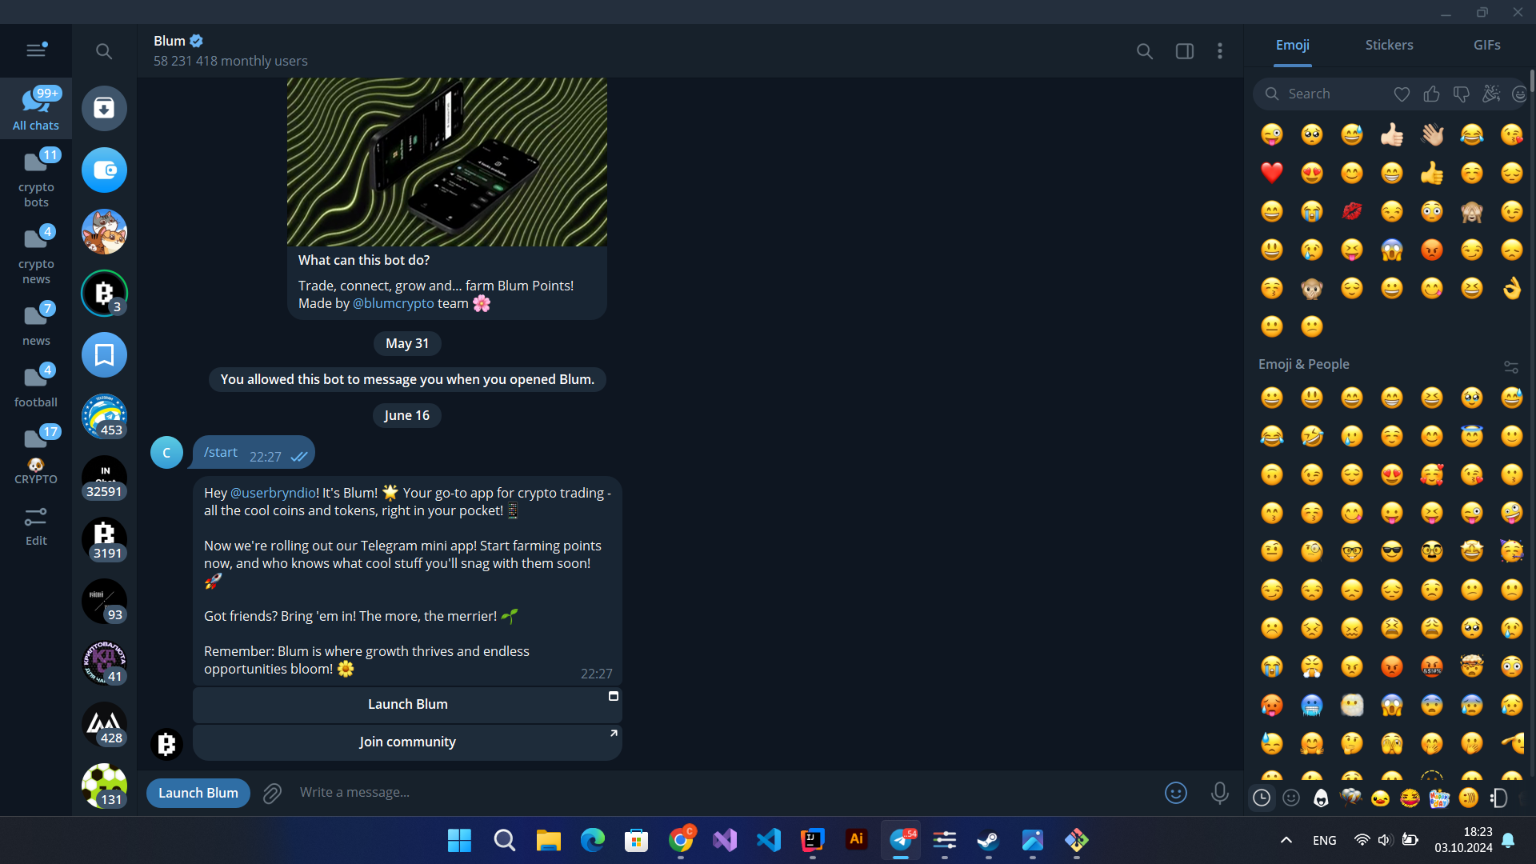 Blum
58 231 418 monthly users
99+
All chats
11
crypto
bots
4
crypto
news
7
news
4
football
17
CRYPTO
Edit
3
453
IN
32591
3191
93
КРИПТОВАЛЮТА
41
428
131
What can this bot do?
Trade, connect, grow and... farm Blum Points!
Made by @blumcrypto team 🌸
May 31
You allowed this bot to message you when you opened Blum.
June 16
C
/start 22:27
Hey @userbryndio! It's Blum! 🌟 Your go-to app for crypto trading -
all the cool coins and tokens, right in your pocket! 📱
Now we're rolling out our Telegram mini app! Start farming points
now, and who knows what cool stuff you'll snag with them soon!
🚀
Got friends? Bring 'em in! The more, the merrier! 🌱
Remember: Blum is where growth thrives and endless
opportunities bloom! 🌼
22:27
Launch Blum
Join community
Launch Blum
Write a message...
Emoji Stickers GIFs
Search
Emoji & People
C
Ai
54
ENG
18:23
03.10.2024